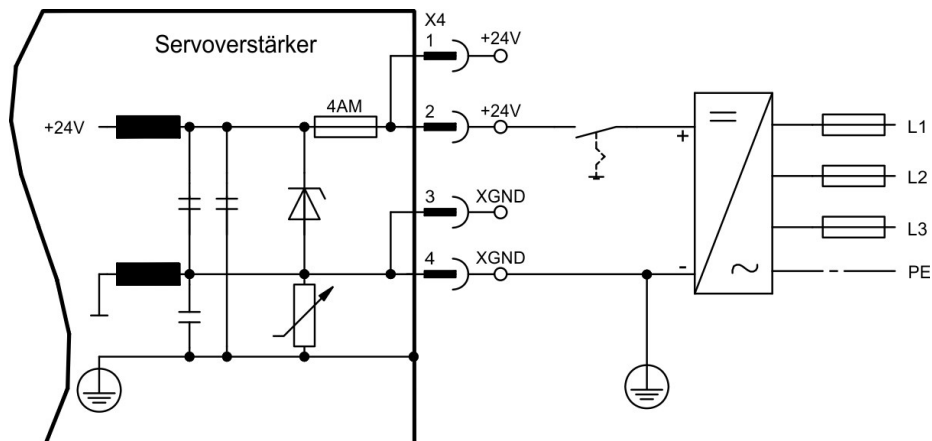 X4
Servoverstärker
1 +24V
4AM
2 +24V
+24V
+
L1
L2
3 XGND
L3
4 XGND
-
PE